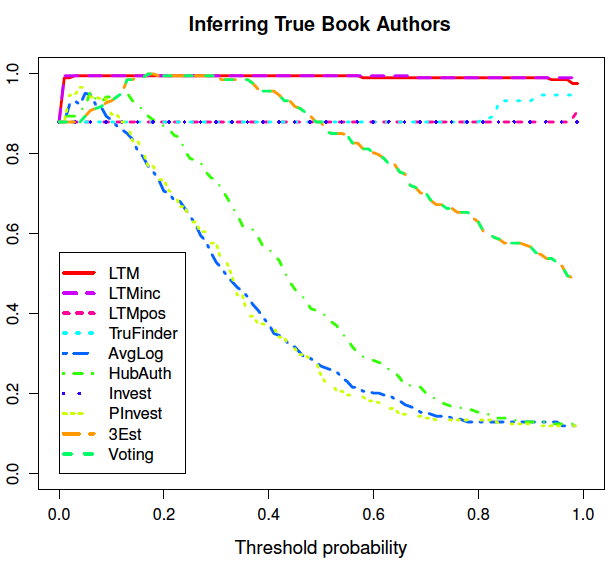 Inferring True Book Authors
1.0
0.8
0.6
0.4
0.2
0.0
LTM
LTMinc
LTMpos
TruFinder
AvgLog
HubAuth
Invest
PInvest
3Est
Voting
0.0 0.2 0.4 0.6 0.8 1.0
Threshold probability